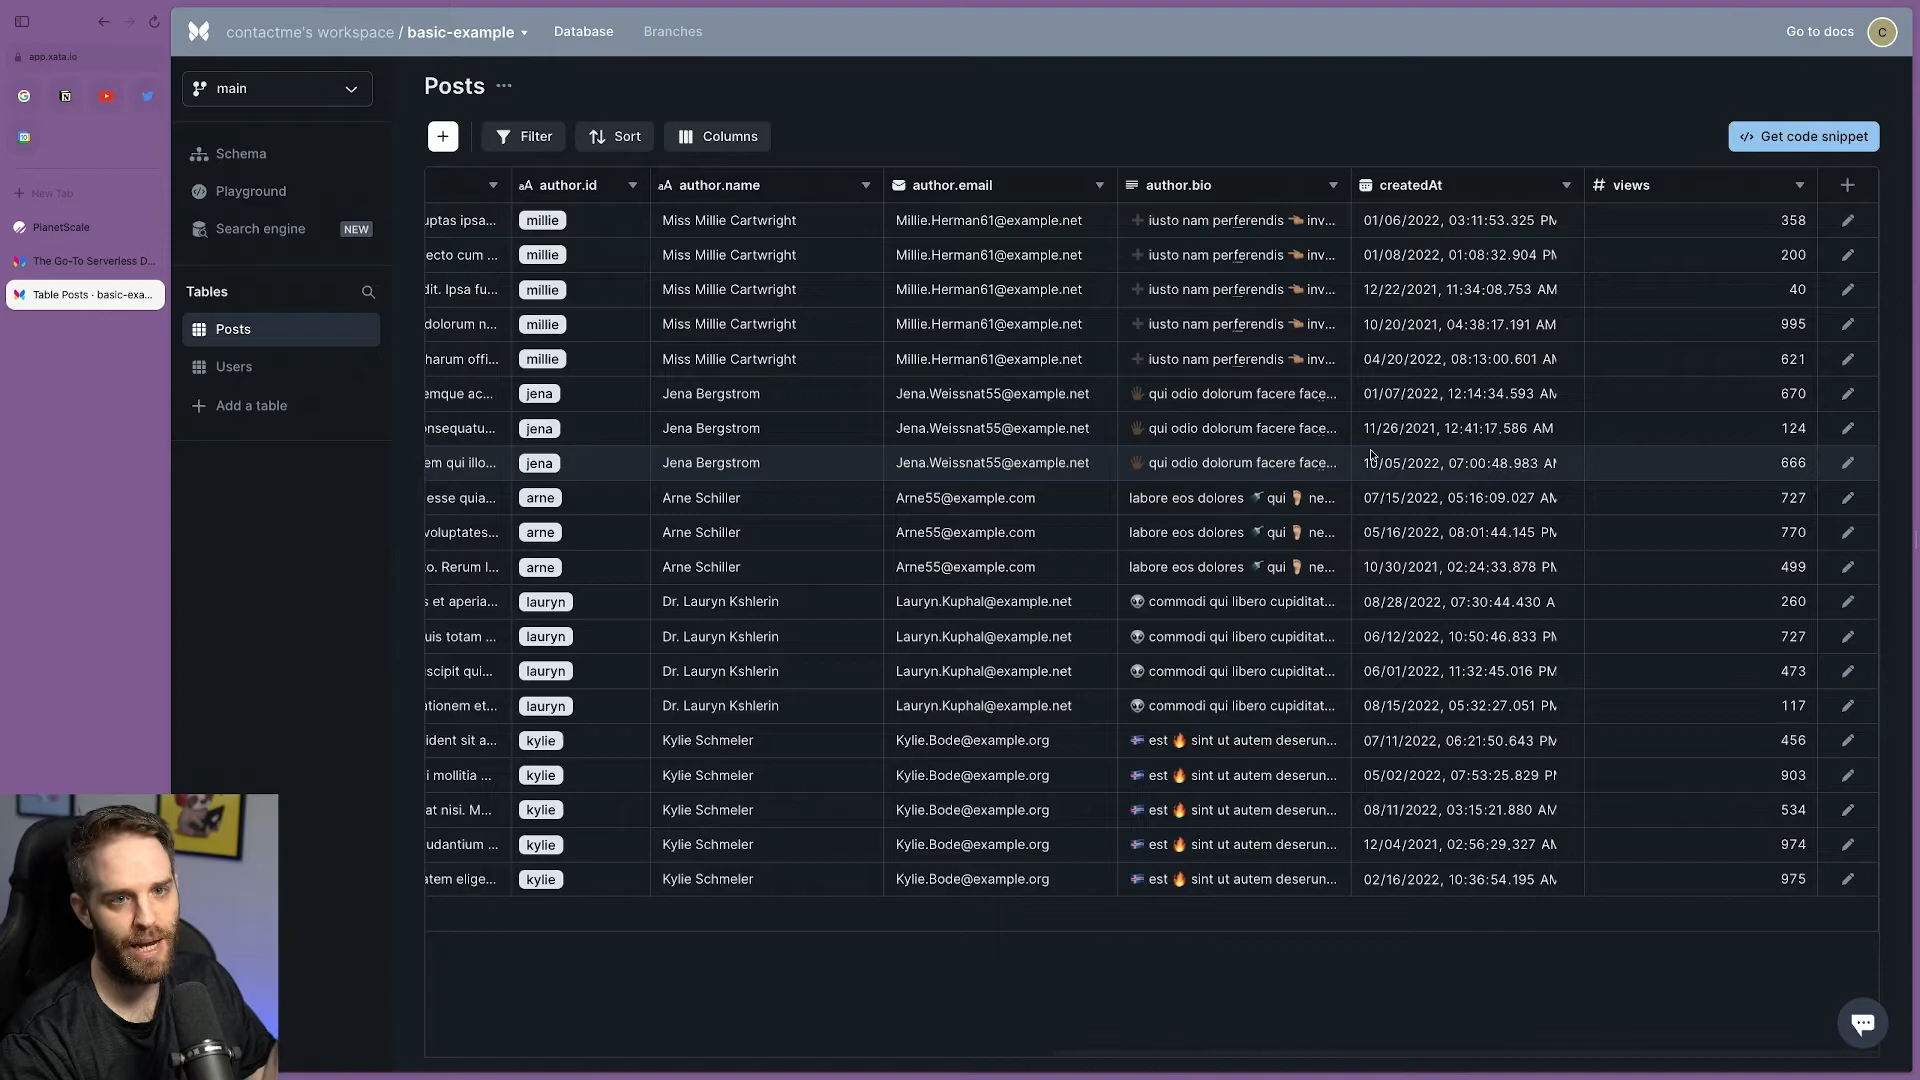 app.xata.io
New Tab
PlanetScale
The Go-To Serverless D...
Table Posts · basic-exa...
contactme's workspace / basic-example
Database
Branches
Go to docs
C
main
Schema
Playground
Search engine NEW
Tables
Posts
Users
Add a table
Posts ...
+ Filter Sort Columns
Get code snippet
author.id author.name author.email author.bio createdAt # views
uptas ipsa... millie Miss Millie Cartwright Millie.Herman61@example.net ➕ iusto nam perferendis 👈🏽 inv... 01/06/2022, 03:11:53.325 PM 358
ecto cum ... millie Miss Millie Cartwright Millie.Herman61@example.net ➕ iusto nam perferendis 👈🏽 inv... 01/08/2022, 01:08:32.904 PM 200
dit. Ipsa fu... millie Miss Millie Cartwright Millie.Herman61@example.net ➕ iusto nam perferendis 👈🏽 inv... 12/22/2021, 11:34:08.753 AM 40
dolorum n... millie Miss Millie Cartwright Millie.Herman61@example.net ➕ iusto nam perferendis 👈🏽 inv... 10/20/2021, 04:38:17.191 AM 995
harum offi... millie Miss Millie Cartwright Millie.Herman61@example.net ➕ iusto nam perferendis 👈🏽 inv... 04/20/2022, 08:13:00.601 AM 621
emque ac... jena Jena Bergstrom Jena.Weissnat55@example.net 🖐🏿 qui odio dolorum facere face... 01/07/2022, 12:14:34.593 AM 670
onsequatu... jena Jena Bergstrom Jena.Weissnat55@example.net 🖐🏿 qui odio dolorum facere face... 11/26/2021, 12:41:17.586 AM 124
em qui illo... jena Jena Bergstrom Jena.Weissnat55@example.net 🖐🏿 qui odio dolorum facere face... 10/05/2022, 07:00:48.983 AM 666
esse quia... arne Arne Schiller Arne55@example.com labore eos dolores 🚿 qui 🦶🏼 ne... 07/15/2022, 05:16:09.027 AM 727
voluptates... arne Arne Schiller Arne55@example.com labore eos dolores 🚿 qui 🦶🏼 ne... 05/16/2022, 08:01:44.145 PM 770
to. Rerum l... arne Arne Schiller Arne55@example.com labore eos dolores 🚿 qui 🦶🏼 ne... 10/30/2021, 02:24:33.878 PM 499
s et aperia... lauryn Dr. Lauryn Kshlerin Lauryn.Kuphal@example.net 👽 commodi qui libero cupiditat... 08/28/2022, 07:30:44.430 A 260
uis totam ... lauryn Dr. Lauryn Kshlerin Lauryn.Kuphal@example.net 👽 commodi qui libero cupiditat... 06/12/2022, 10:50:46.833 PM 727
scipit qui... lauryn Dr. Lauryn Kshlerin Lauryn.Kuphal@example.net 👽 commodi qui libero cupiditat... 06/01/2022, 11:32:45.016 PM 473
ationem et... lauryn Dr. Lauryn Kshlerin Lauryn.Kuphal@example.net 👽 commodi qui libero cupiditat... 08/15/2022, 05:32:27.051 PM 117
ident sit a... kylie Kylie Schmeler Kylie.Bode@example.org 🇮🇸 est 🔥 sint ut autem deserun... 07/11/2022, 06:21:50.643 PM 456
i mollitia ... kylie Kylie Schmeler Kylie.Bode@example.org 🇮🇸 est 🔥 sint ut autem deserun... 05/02/2022, 07:53:25.829 PM 903
at nisi. M... kylie Kylie Schmeler Kylie.Bode@example.org 🇮🇸 est 🔥 sint ut autem deserun... 08/11/2022, 03:15:21.880 AM 534
udantium ... kylie Kylie Schmeler Kylie.Bode@example.org 🇮🇸 est 🔥 sint ut autem deserun... 12/04/2021, 02:56:29.327 AM 974
atem elige... kylie Kylie Schmeler Kylie.Bode@example.org 🇮🇸 est 🔥 sint ut autem deserun... 02/16/2022, 10:36:54.195 AM 975